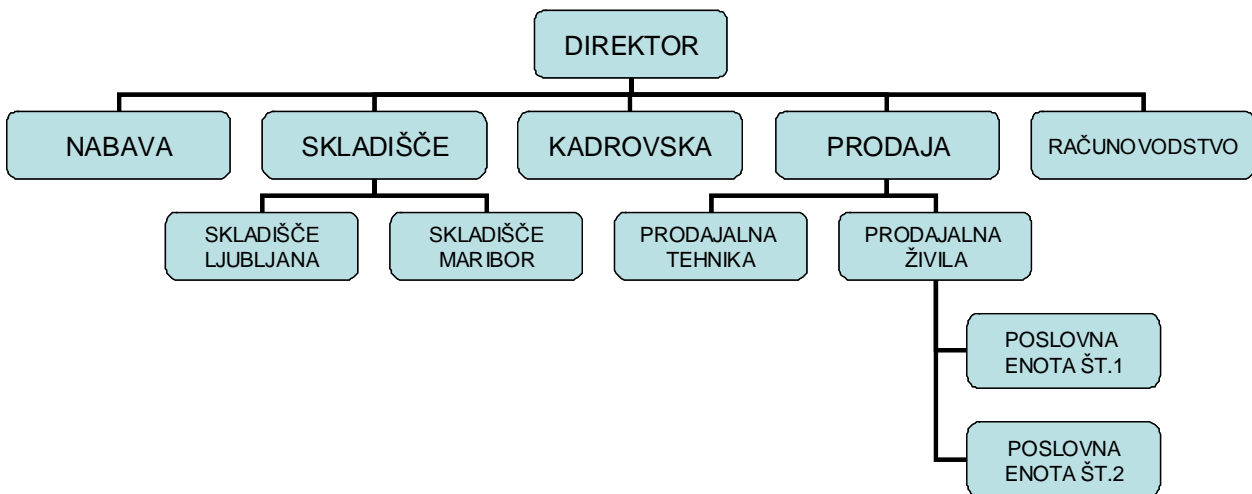 DIREKTOR
NABAVA
SKLADIŠČE
KADROVSKA
PRODAJA
RAČUNOVODSTVO
SKLADIŠČE
LJUBLJANA
SKLADIŠČE
MARIBOR
PRODAJALNA
TEHNIKA
PRODAJALNA
ŽIVILA
POSLOVNA
ENOTA ŠT.1
POSLOVNA
ENOTA ŠT.2